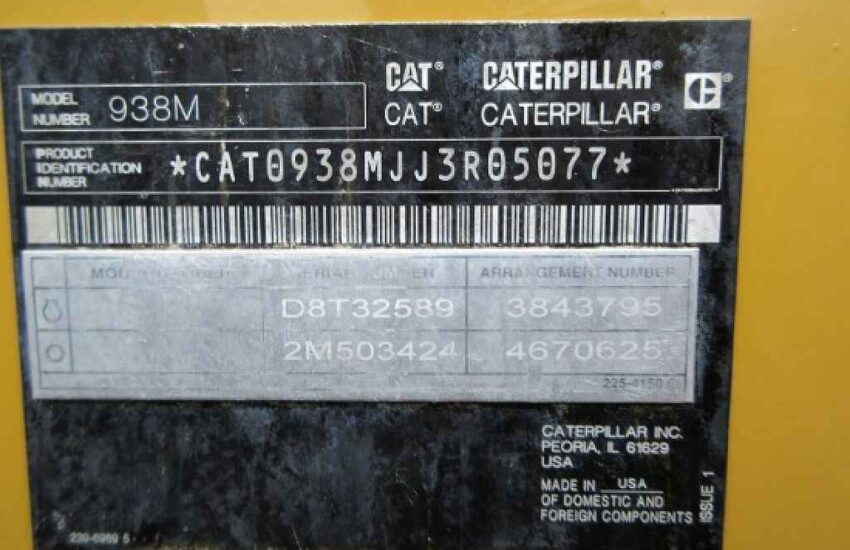 CAT® CATERPILLAR®
CAT® CATERPILLAR®
MODEL NUMBER 938M
PRODUCT IDENTIFICATION NUMBER *CAT0938MJJ3R05077*
ARRANGEMENT NUMBER
D8T32589 3843795
2M503424 4670625
CATERPILLAR INC.
PEORIA, IL 61629
USA
MADE IN USA
OF DOMESTIC AND
FOREIGN COMPONENTS
ISSUE 1